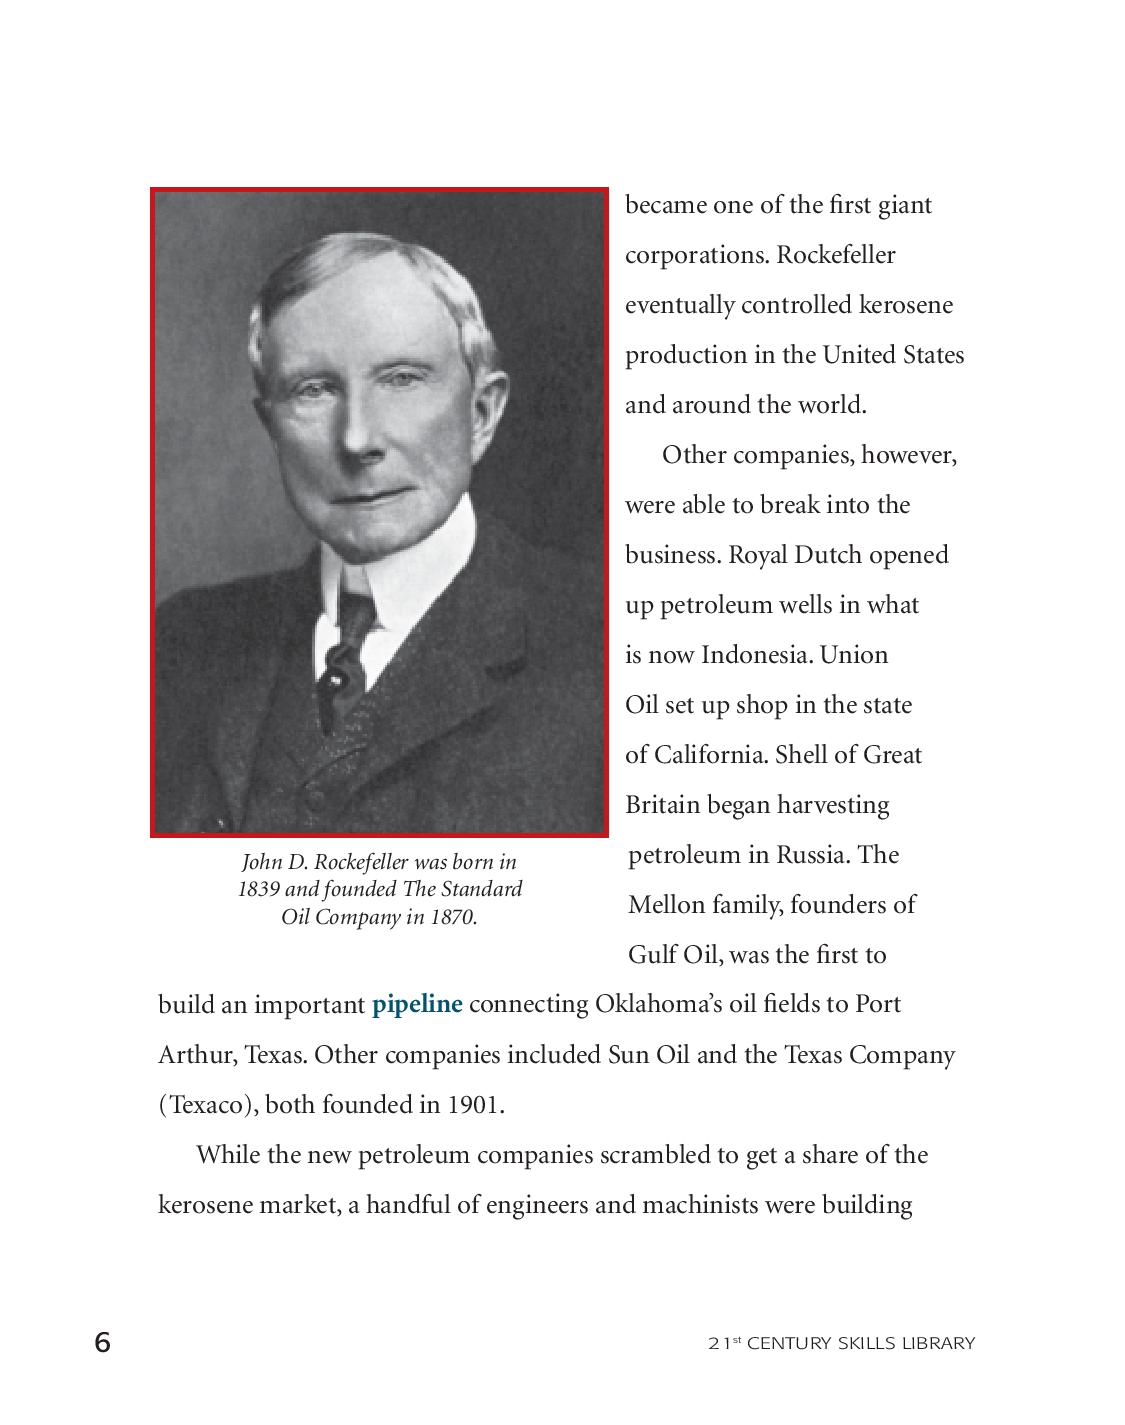 became one of the first giant
corporations. Rockefeller
eventually controlled kerosene
production in the United States
and around the world.
Other companies, however,
were able to break into the
business. Royal Dutch opened
up petroleum wells in what
is now Indonesia. Union
Oil set up shop in the state
of California. Shell of Great
Britain began harvesting
petroleum in Russia. The
Mellon family, founders of
Gulf Oil, was the first to
John D. Rockefeller was born in
1839 and founded The Standard
Oil Company in 1870.
build an important pipeline connecting Oklahoma’s oil fields to Port
Arthur, Texas. Other companies included Sun Oil and the Texas Company
(Texaco), both founded in 1901.
While the new petroleum companies scrambled to get a share of the
kerosene market, a handful of engineers and machinists were building
6
21st CENTURY SKILLS LIBRARY